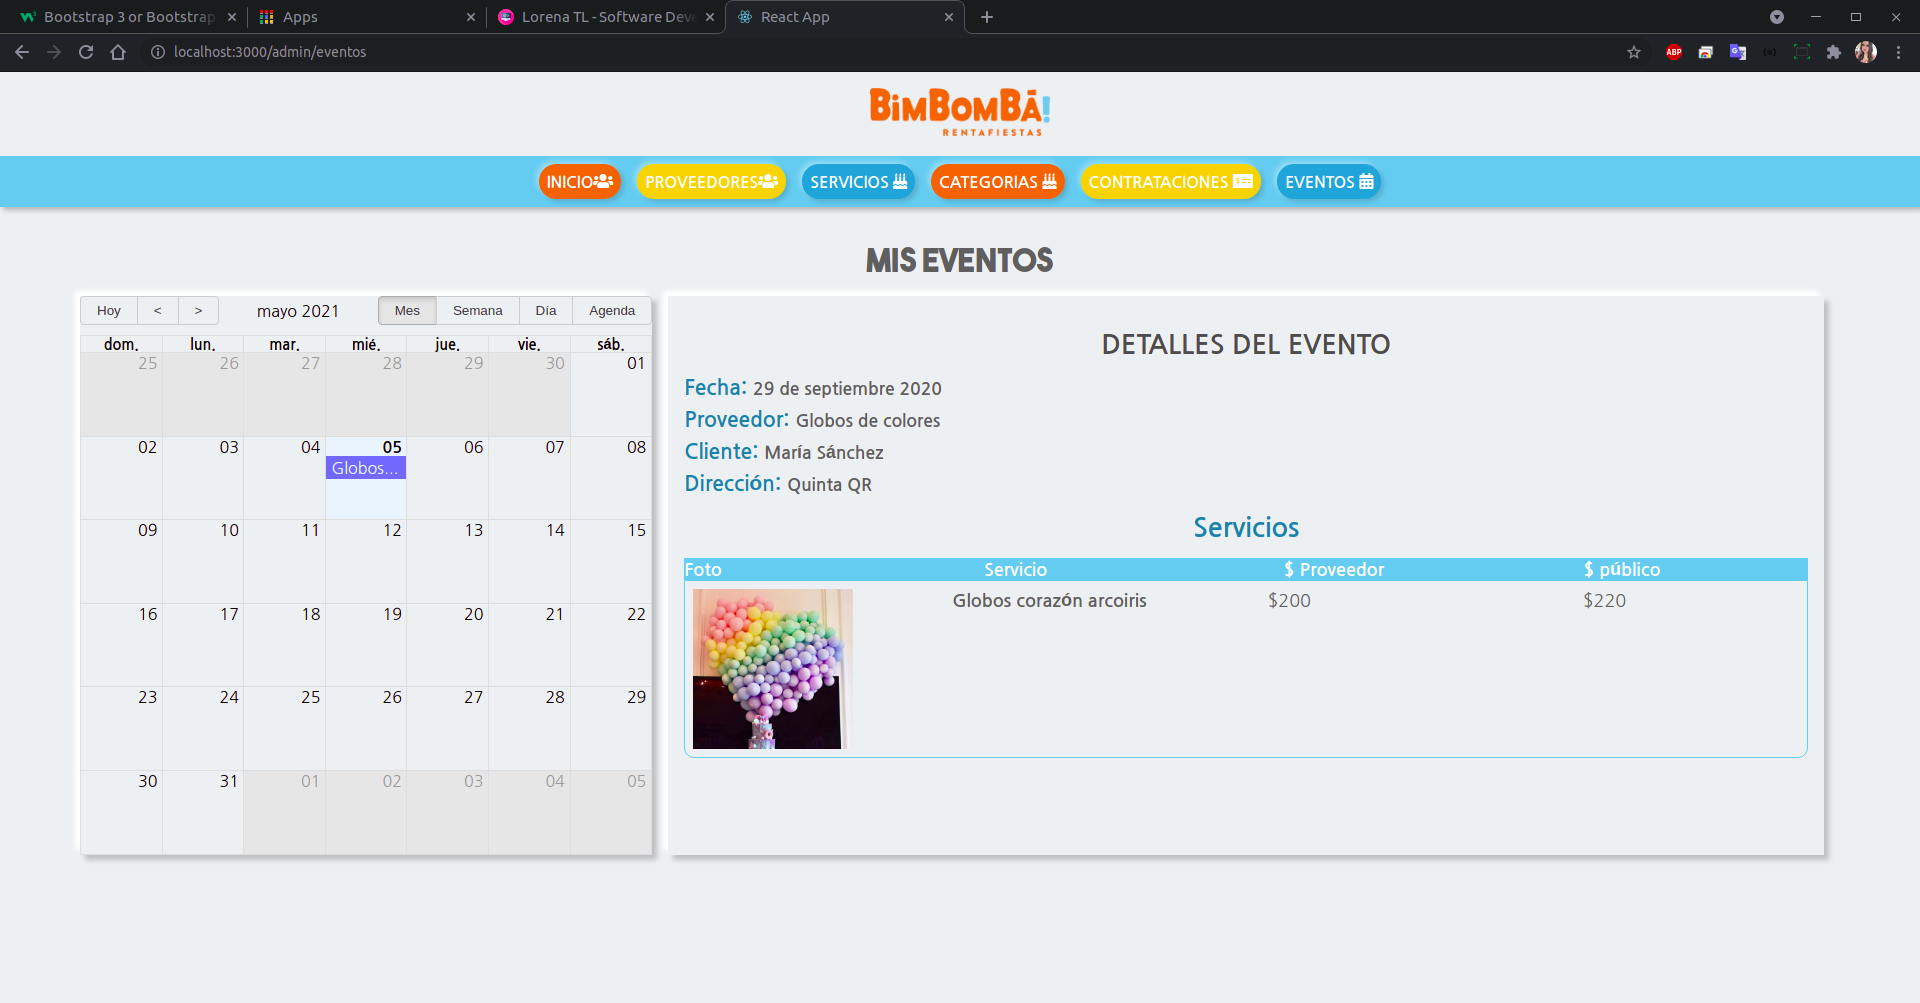 Bootstrap 3 or Bootstrap
Apps
Lorena TL - Software Deve
React App
localhost:3000/admin/eventos
ABP
BiMBOMBÁ!
RENTAFIESTAS
INICIO PROVEEDORES SERVICIOS CATEGORIAS CONTRATACIONES EVENTOS
MIS EVENTOS
Hoy < > mayo 2021 Mes Semana Día Agenda
dom. lun. mar. mié. jue. vie. sáb.
25 26 27 28 29 30 01
02 03 04 05 06 07 08
Globos...
09 10 11 12 13 14 15
16 17 18 19 20 21 22
23 24 25 26 27 28 29
30 31 01 02 03 04 05
DETALLES DEL EVENTO
Fecha: 29 de septiembre 2020
Proveedor: Globos de colores
Cliente: María Sánchez
Dirección: Quinta QR
Servicios
Foto Servicio $ Proveedor $ público
Globos corazón arcoiris $200 $220